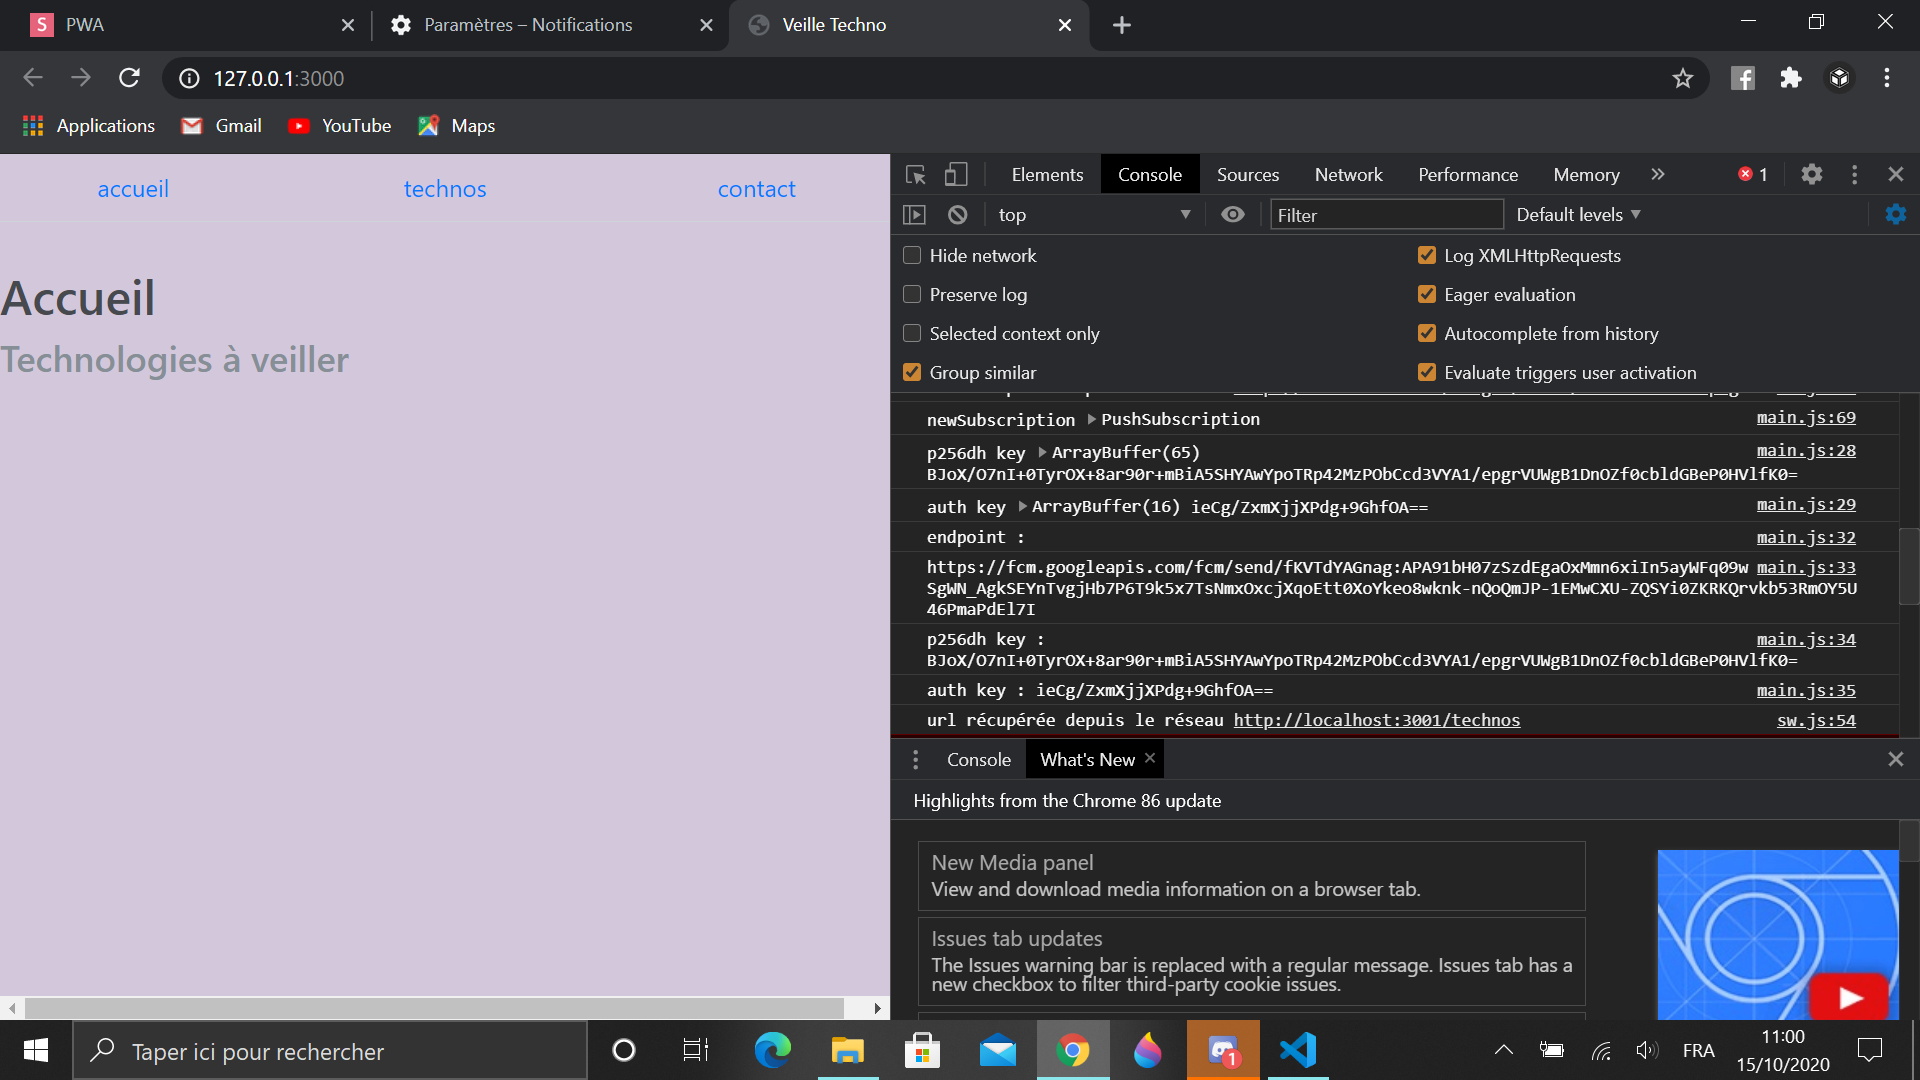 PWA
Paramètres – Notifications
Veille Techno
127.0.0.1:3000
Applications
Gmail
YouTube
Maps
accueil
technos
contact
Accueil
Technologies à veiller
Elements
Console
Sources
Network
Performance
Memory
1
top
Filter
Default levels
Hide network
Log XMLHttpRequests
Preserve log
Eager evaluation
Selected context only
Autocomplete from history
Group similar
Evaluate triggers user activation
newSubscription PushSubscription main.js:69
p256dh key ArrayBuffer(65) main.js:28
BJoX/O7nI+0TyrOX+8ar90r+mBiA5SHYAwYpoTRp42MzPObCcd3VYA1/epgrVUWgB1DnOZf0cbldGBeP0HVlfK0=
auth key ArrayBuffer(16) ieCg/ZxmXjjXPdg+9GhfOA== main.js:29
endpoint : main.js:32
https://fcm.googleapis.com/fcm/send/fKVTdYAGnag:APA91bH07zSzdEgaOxMmn6xiIn5ayWFq09w main.js:33
SgWN_AgkSEYnTvgjHb7P6T9k5x7TsNmxOxcjXqoEtt0XoYkeo8wknk-nQoQmJP-1EMwCXU-ZQSYi0ZKRKQrvkb53RmOY5U
46PmaPdEl7I
p256dh key : main.js:34
BJoX/O7nI+0TyrOX+8ar90r+mBiA5SHYAwYpoTRp42MzPObCcd3VYA1/epgrVUWgB1DnOZf0cbldGBeP0HVlfK0=
auth key : ieCg/ZxmXjjXPdg+9GhfOA== main.js:35
url récupérée depuis le réseau http://localhost:3001/technos sw.js:54
Console
What's New
Highlights from the Chrome 86 update
New Media panel
View and download media information on a browser tab.
Issues tab updates
The Issues warning bar is replaced with a regular message. Issues tab has a
new checkbox to filter third-party cookie issues.
Taper ici pour rechercher
1
FRA
11:00
15/10/2020